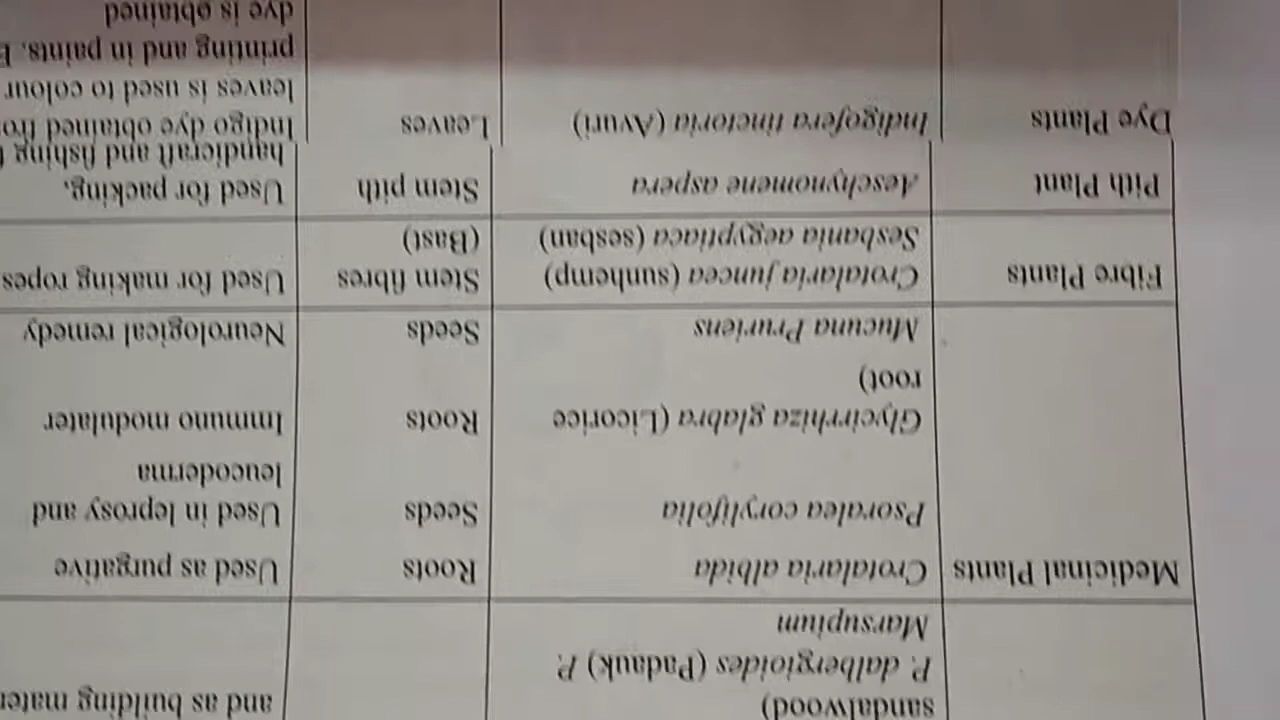 sandalwood) and as building
P. dalbergioides (Padauk) P.
Marsupium
Medicinal Plants Crotalaria albida Roots Used as purgative
Psoralea corylifolia Seeds Used in leprosy and
leucoderma
Glycirrhiza glabra (Licorice Roots Immuno modulater
root)
Mucuna Pruriens Seeds Neurological remedy
Fibre Plants Crotalaria juncea (sunhemp) Stem fibres Used for making ropes
Sesbania aegyptiaca (sesban) (Bast)
Pith Plant Aeschynomene aspera Stem pith Used for packing,
handicraft and fishing
Dye Plants Indigofera tinctoria (Avuri) Leaves Indigo dye obtained
leaves is used to colour
printing and in paints.
dye is obtained